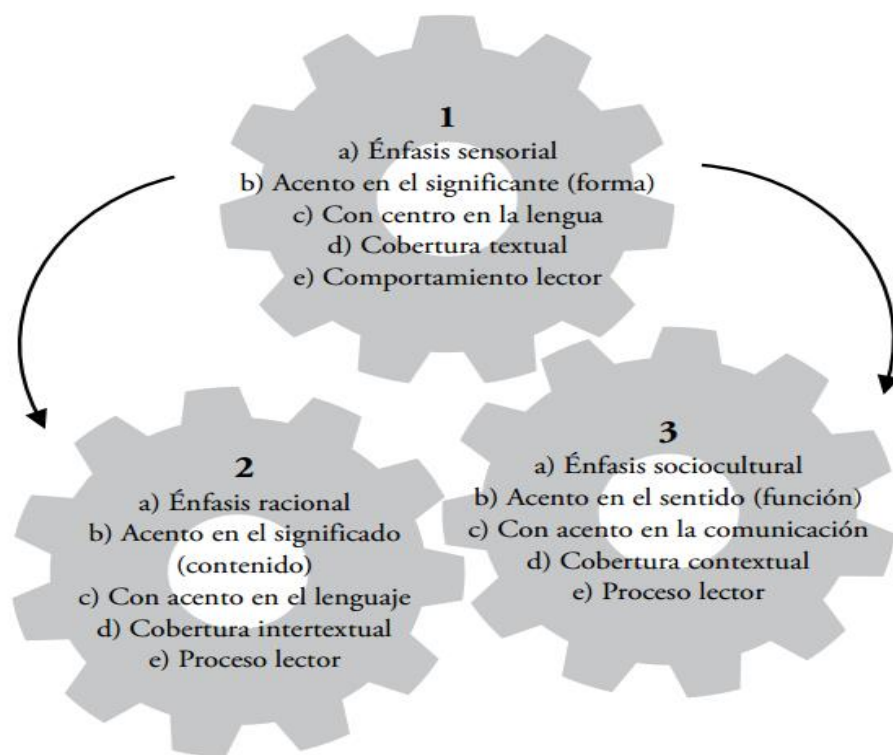 1
a) Énfasis sensorial
b) Acento en el significante (forma)
c) Con centro en la lengua
d) Cobertura textual
e) Comportamiento lector
2
a) Énfasis racional
b) Acento en el significado
(contenido)
c) Con acento en el lenguaje
d) Cobertura intertextual
e) Proceso lector
3
a) Énfasis sociocultural
b) Acento en el sentido (función)
c) Con acento en la comunicación
d) Cobertura contextual
e) Proceso lector